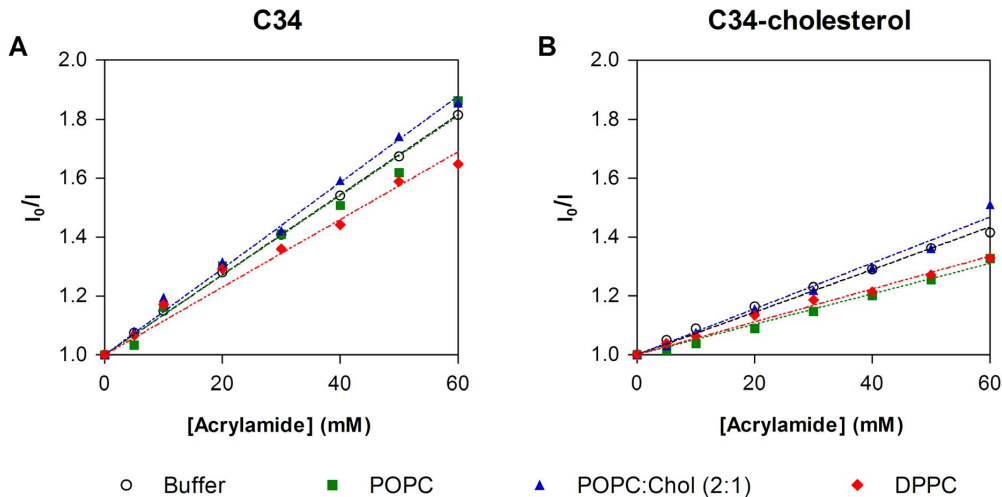 C34
C34-cholesterol
A
B
2.0
1.8
1.6
1.4
1.2
1.0
I₀/I
0
20
40
60
[Acrylamide] (mM)
2.0
1.8
1.6
1.4
1.2
1.0
I₀/I
0
20
40
60
[Acrylamide] (mM)
Buffer POPC POPC:Chol (2:1) DPPC